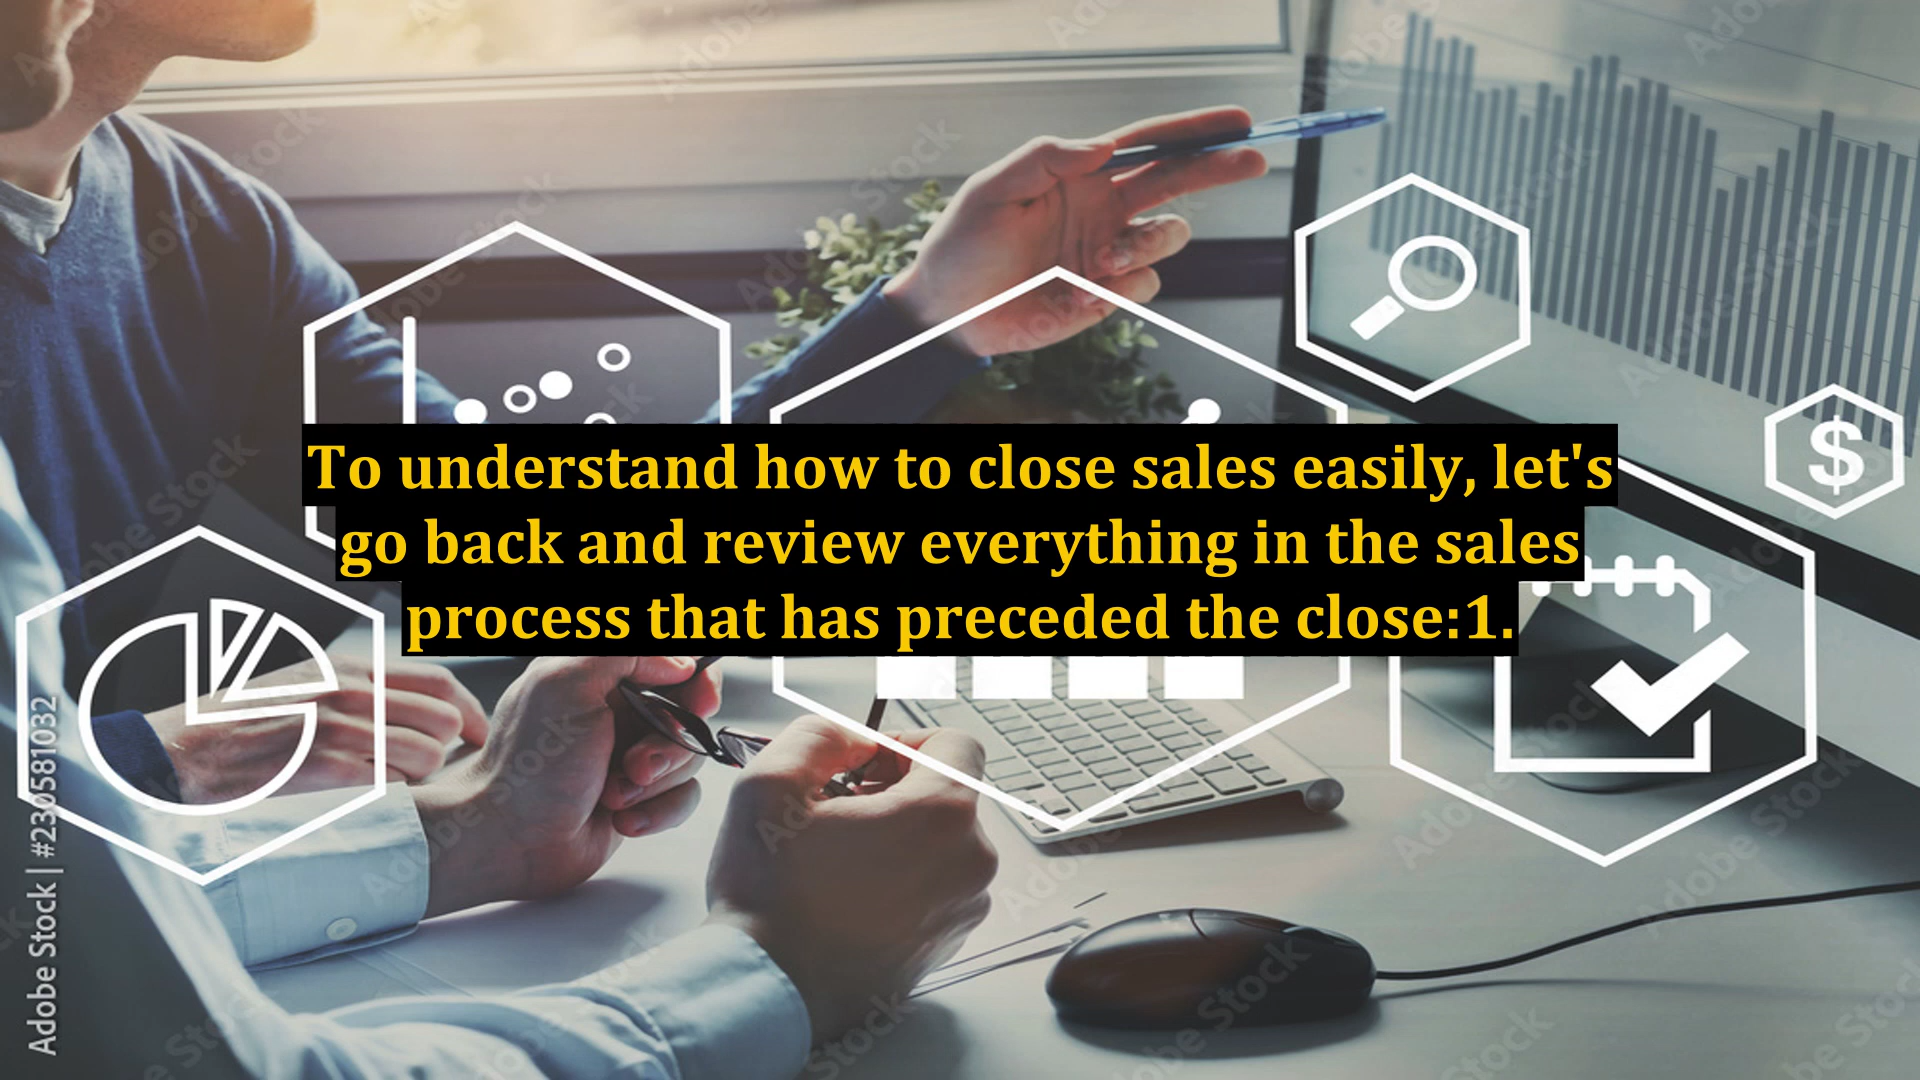 To understand how to close sales easily, let's
go back and review everything in the sales
process that has preceded the close:1.
$
Adobe Stock | #230581032